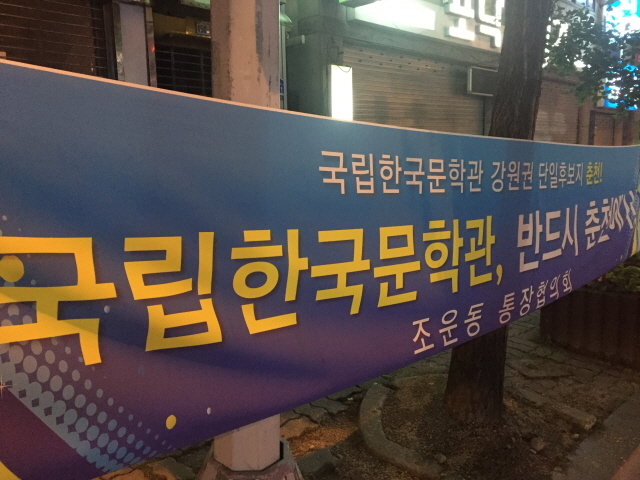 국립한국문학관 강원권 단일후보지 춘천!
국립한국문학관, 반드시 춘천
조운동 통장협의회